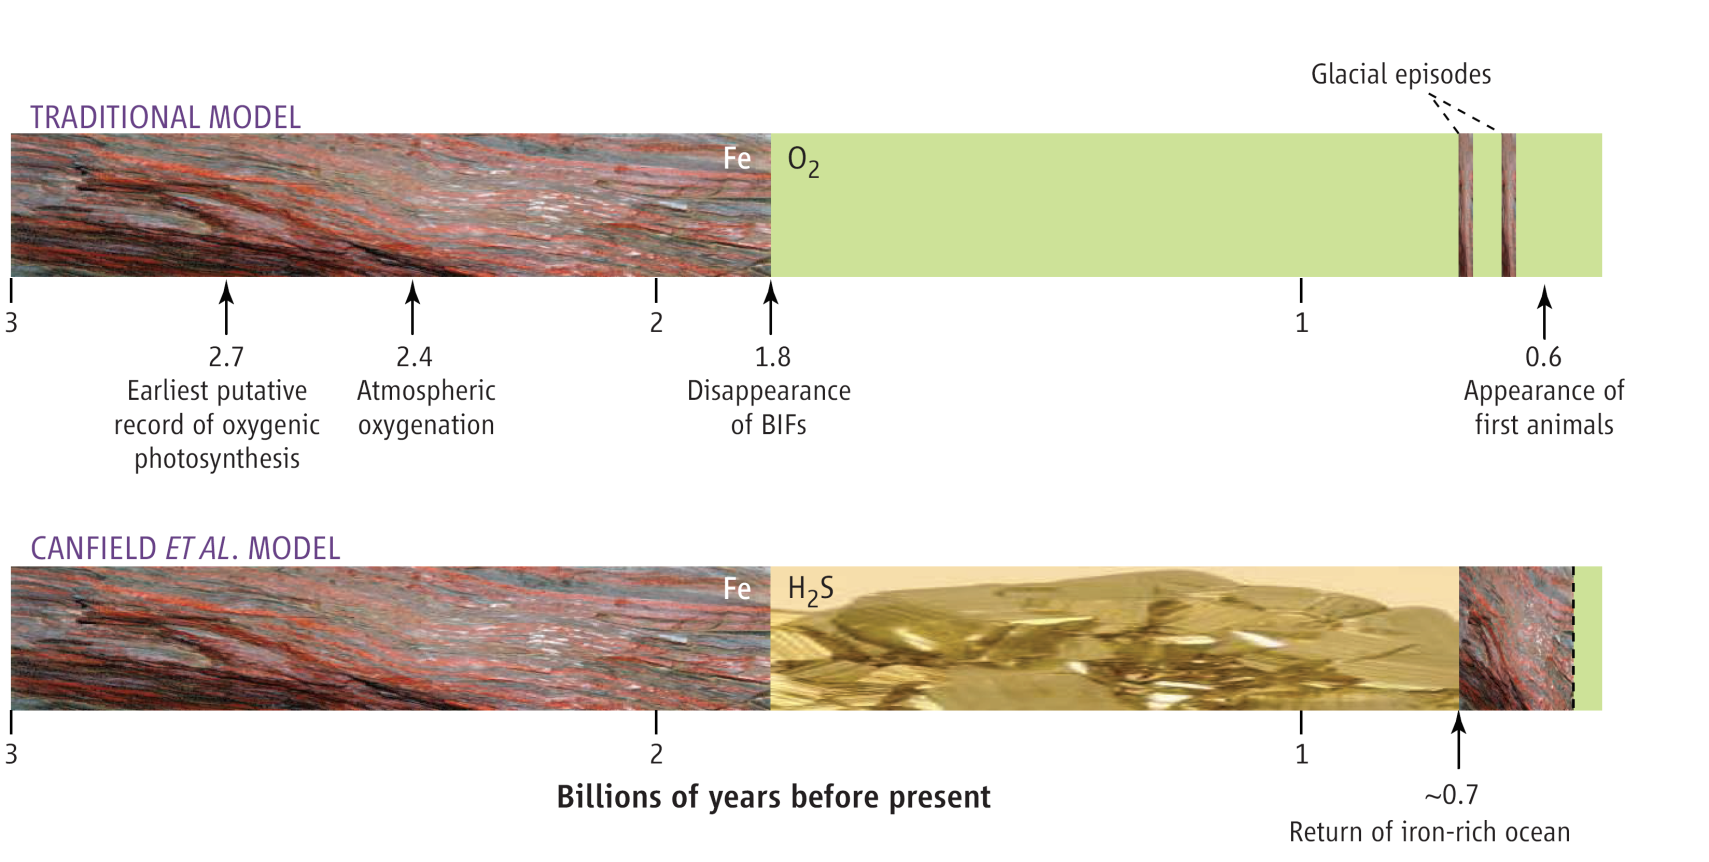 Glacial episodes
TRADITIONAL MODEL
Fe
O2
3
2
1
2.7
Earliest putative
record of oxygenic
photosynthesis
2.4
Atmospheric
oxygenation
1.8
Disappearance
of BIFs
0.6
Appearance of
first animals
CANFIELD ET AL. MODEL
Fe
H2S
3
2
1
Billions of years before present
~0.7
Return of iron-rich ocean